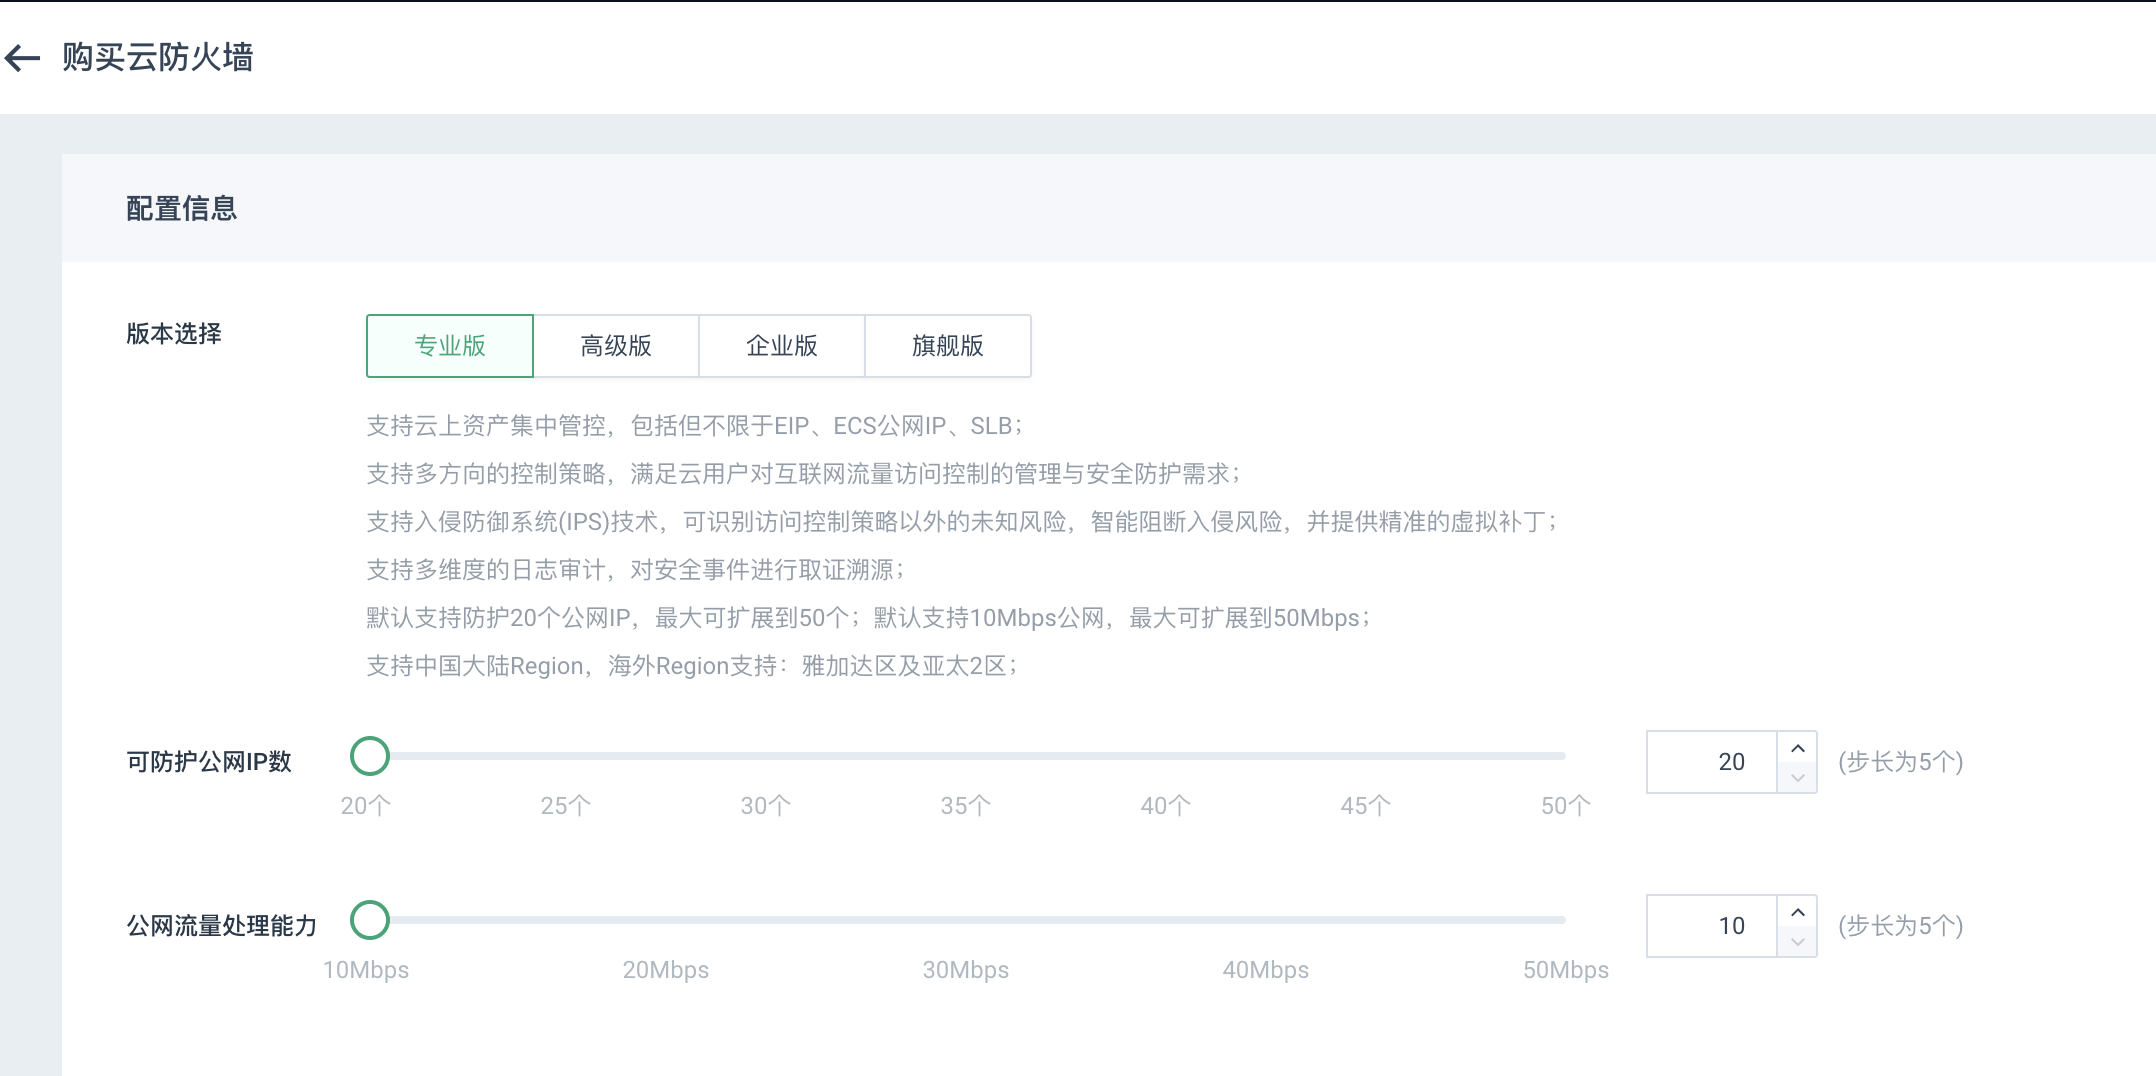 购买云防火墙
配置信息
版本选择
专业版 高级版 企业版 旗舰版
支持云上资产集中管控，包括但不限于EIP、ECS公网IP、SLB；
支持多方向的控制策略，满足云用户对互联网流量访问控制的管理与安全防护需求；
支持入侵防御系统(IPS)技术，可识别访问控制策略以外的未知风险，智能阻断入侵风险，并提供精准的虚拟补丁；
支持多维度的日志审计，对安全事件进行取证溯源；
默认支持防护20个公网IP，最大可扩展到50个；默认支持10Mbps公网，最大可扩展到50Mbps；
支持中国大陆Region，海外Region支持：雅加达区及亚太2区；
可防护公网IP数 20 (步长为5个)
20个 25个 30个 35个 40个 45个 50个
公网流量处理能力 10 (步长为5个)
10Mbps 20Mbps 30Mbps 40Mbps 50Mbps